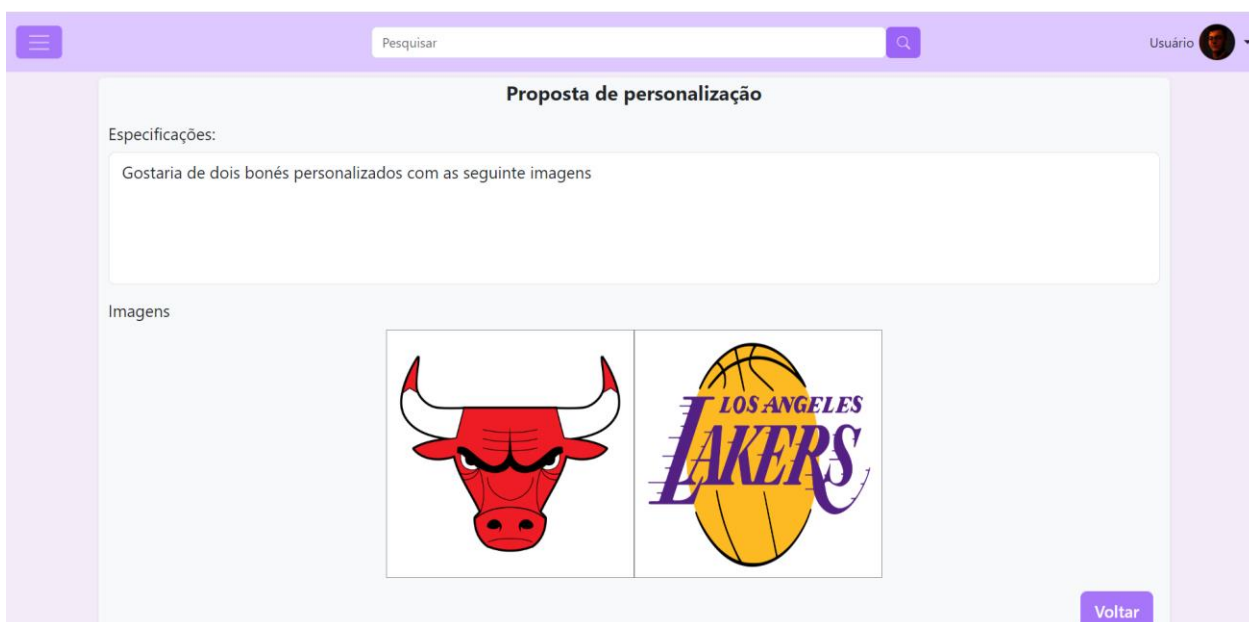 Pesquisar
Usuário
Proposta de personalização
Especificações:
Gostaria de dois bonés personalizados com as seguinte imagens
Imagens
LOS ANGELES
LAKERS
Voltar